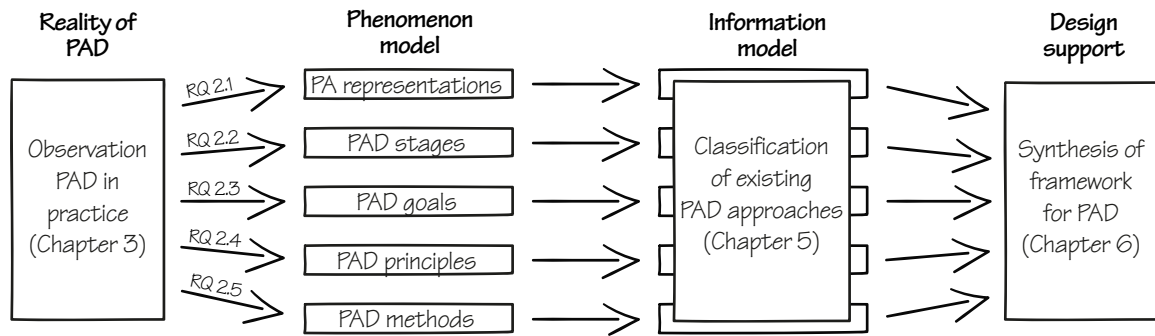 Reality of
PAD
Phenomenon
model
Information
model
Design
support
Observation
PAD in
practice
(Chapter 3)
RQ 2.1
RQ 2.2
RQ 2.3
RQ 2.4
RQ 2.5
PA representations
PAD stages
PAD goals
PAD principles
PAD methods
Classification
of existing
PAD approaches
(Chapter 5)
Synthesis of
framework
for PAD
(Chapter 6)